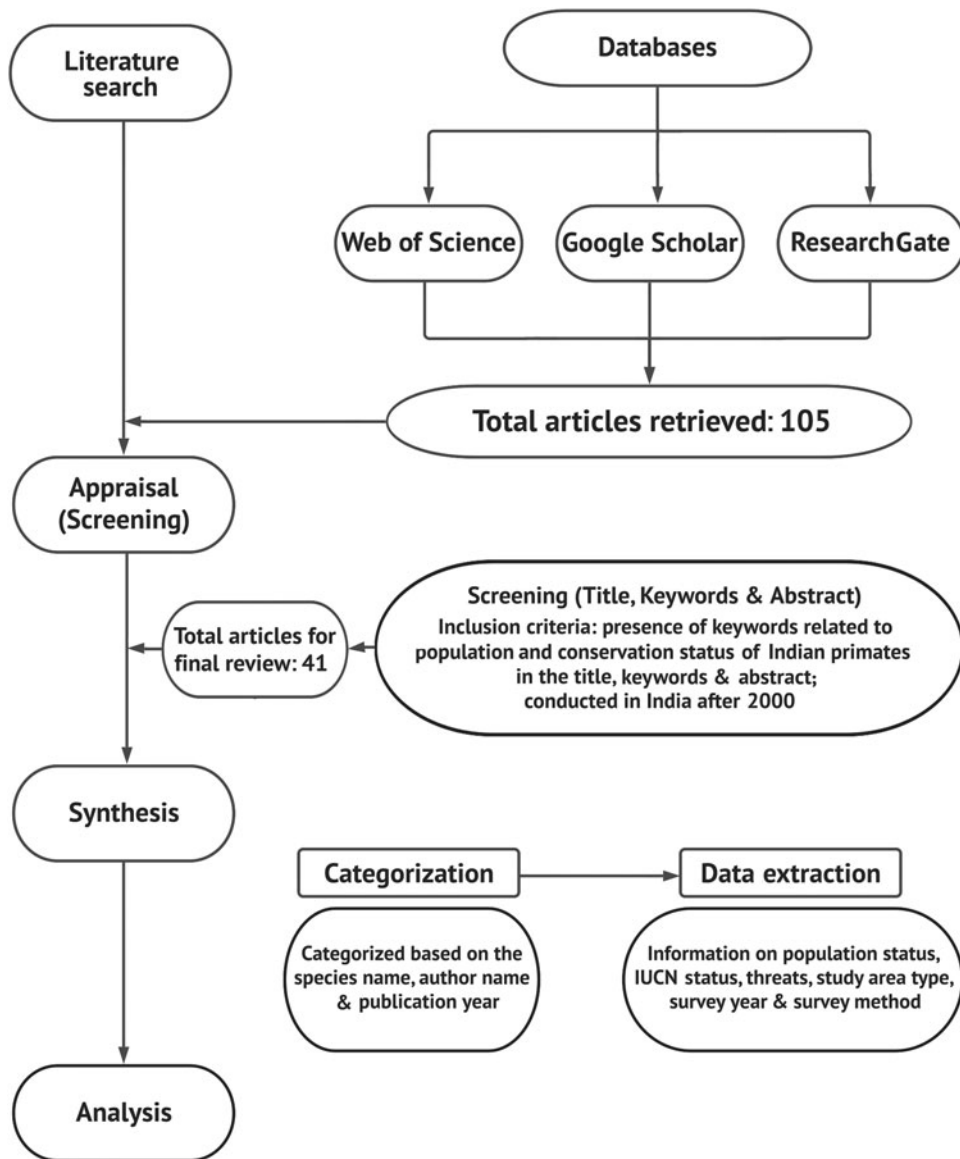 Literature
search
Databases
Web of Science
Google Scholar
ResearchGate
Total articles retrieved: 105
Appraisal
(Screening)
Total articles for
final review: 41
Screening (Title, Keywords & Abstract)
Inclusion criteria: presence of keywords related to
population and conservation status of Indian primates
in the title, keywords & abstract;
conducted in India after 2000
Synthesis
Categorization
Data extraction
Categorized based on the
species name, author name
& publication year
Information on population status,
IUCN status, threats, study area type,
survey year & survey method
Analysis